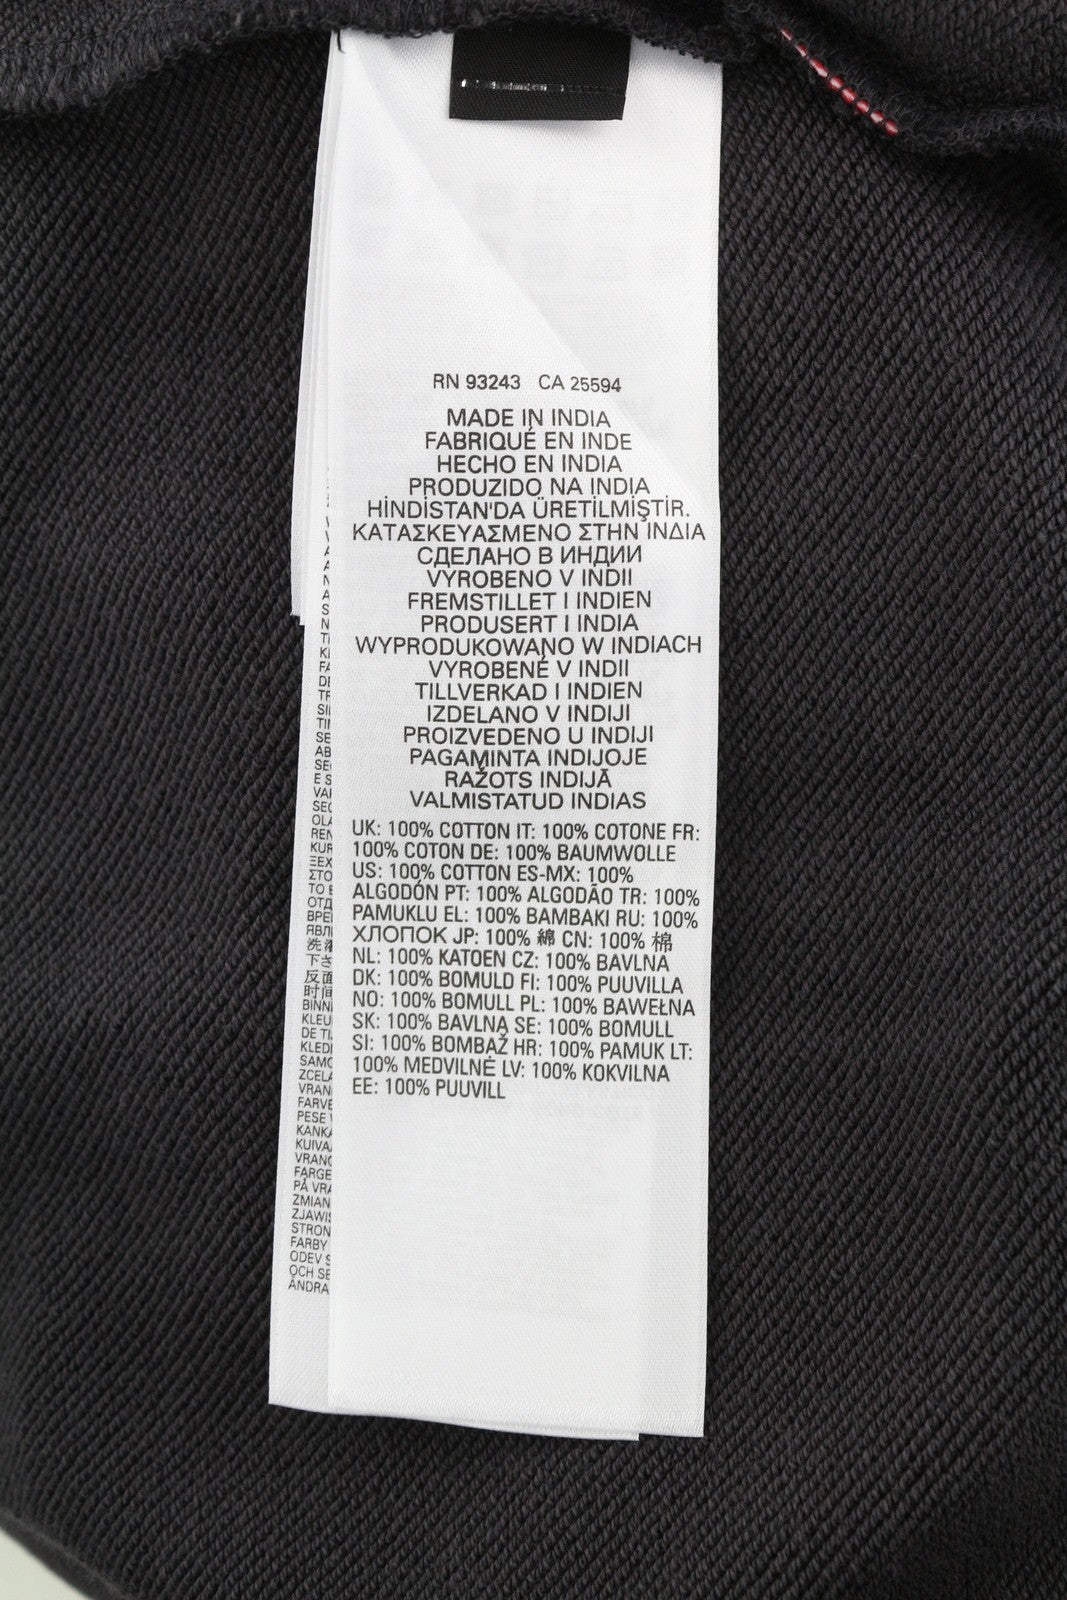 RN 93243 CA 25594
MADE IN INDIA
FABRIQUÉ EN INDE
HECHO EN INDIA
PRODUZIDO NA INDIA
HİNDİSTAN'DA ÜRETİLMİŞTİR.
ΚΑΤΑΣΚΕΥΑΣΜΕΝΟ ΣΤΗΝ ΙΝΔΙΑ
СДЕЛАНО В ИНДИИ
VYROBENO V INDII
FREMSTILLET I INDIEN
PRODUSERT I INDIA
WYPRODUKOWANO W INDIACH
VYROBENÉ V INDII
TILLVERKAD I INDIEN
IZDELANO V INDIJI
PROIZVEDENO U INDIJI
PAGAMINTA INDIJOJE
RAŽOTS INDIJĀ
VALMISTATUD INDIAS
UK: 100% COTTON IT: 100% COTONE FR:
100% COTON DE: 100% BAUMWOLLE
US: 100% COTTON ES-MX: 100%
ALGODÓN PT: 100% ALGODÃO TR: 100%
PAMUKLU EL: 100% ΒΑΜΒΑΚΙ RU: 100%
ХЛОПОК JP: 100% 綿 CN: 100% 棉
NL: 100% KATOEN CZ: 100% BAVLNA
DK: 100% BOMULD FI: 100% PUUVILLA
NO: 100% BOMULL PL: 100% BAWEŁNA
SK: 100% BAVLNA SE: 100% BOMULL
SI: 100% BOMBAŽ HR: 100% PAMUK LT:
100% MEDVILNĖ LV: 100% KOKVILNA
EE: 100% PUUVILL